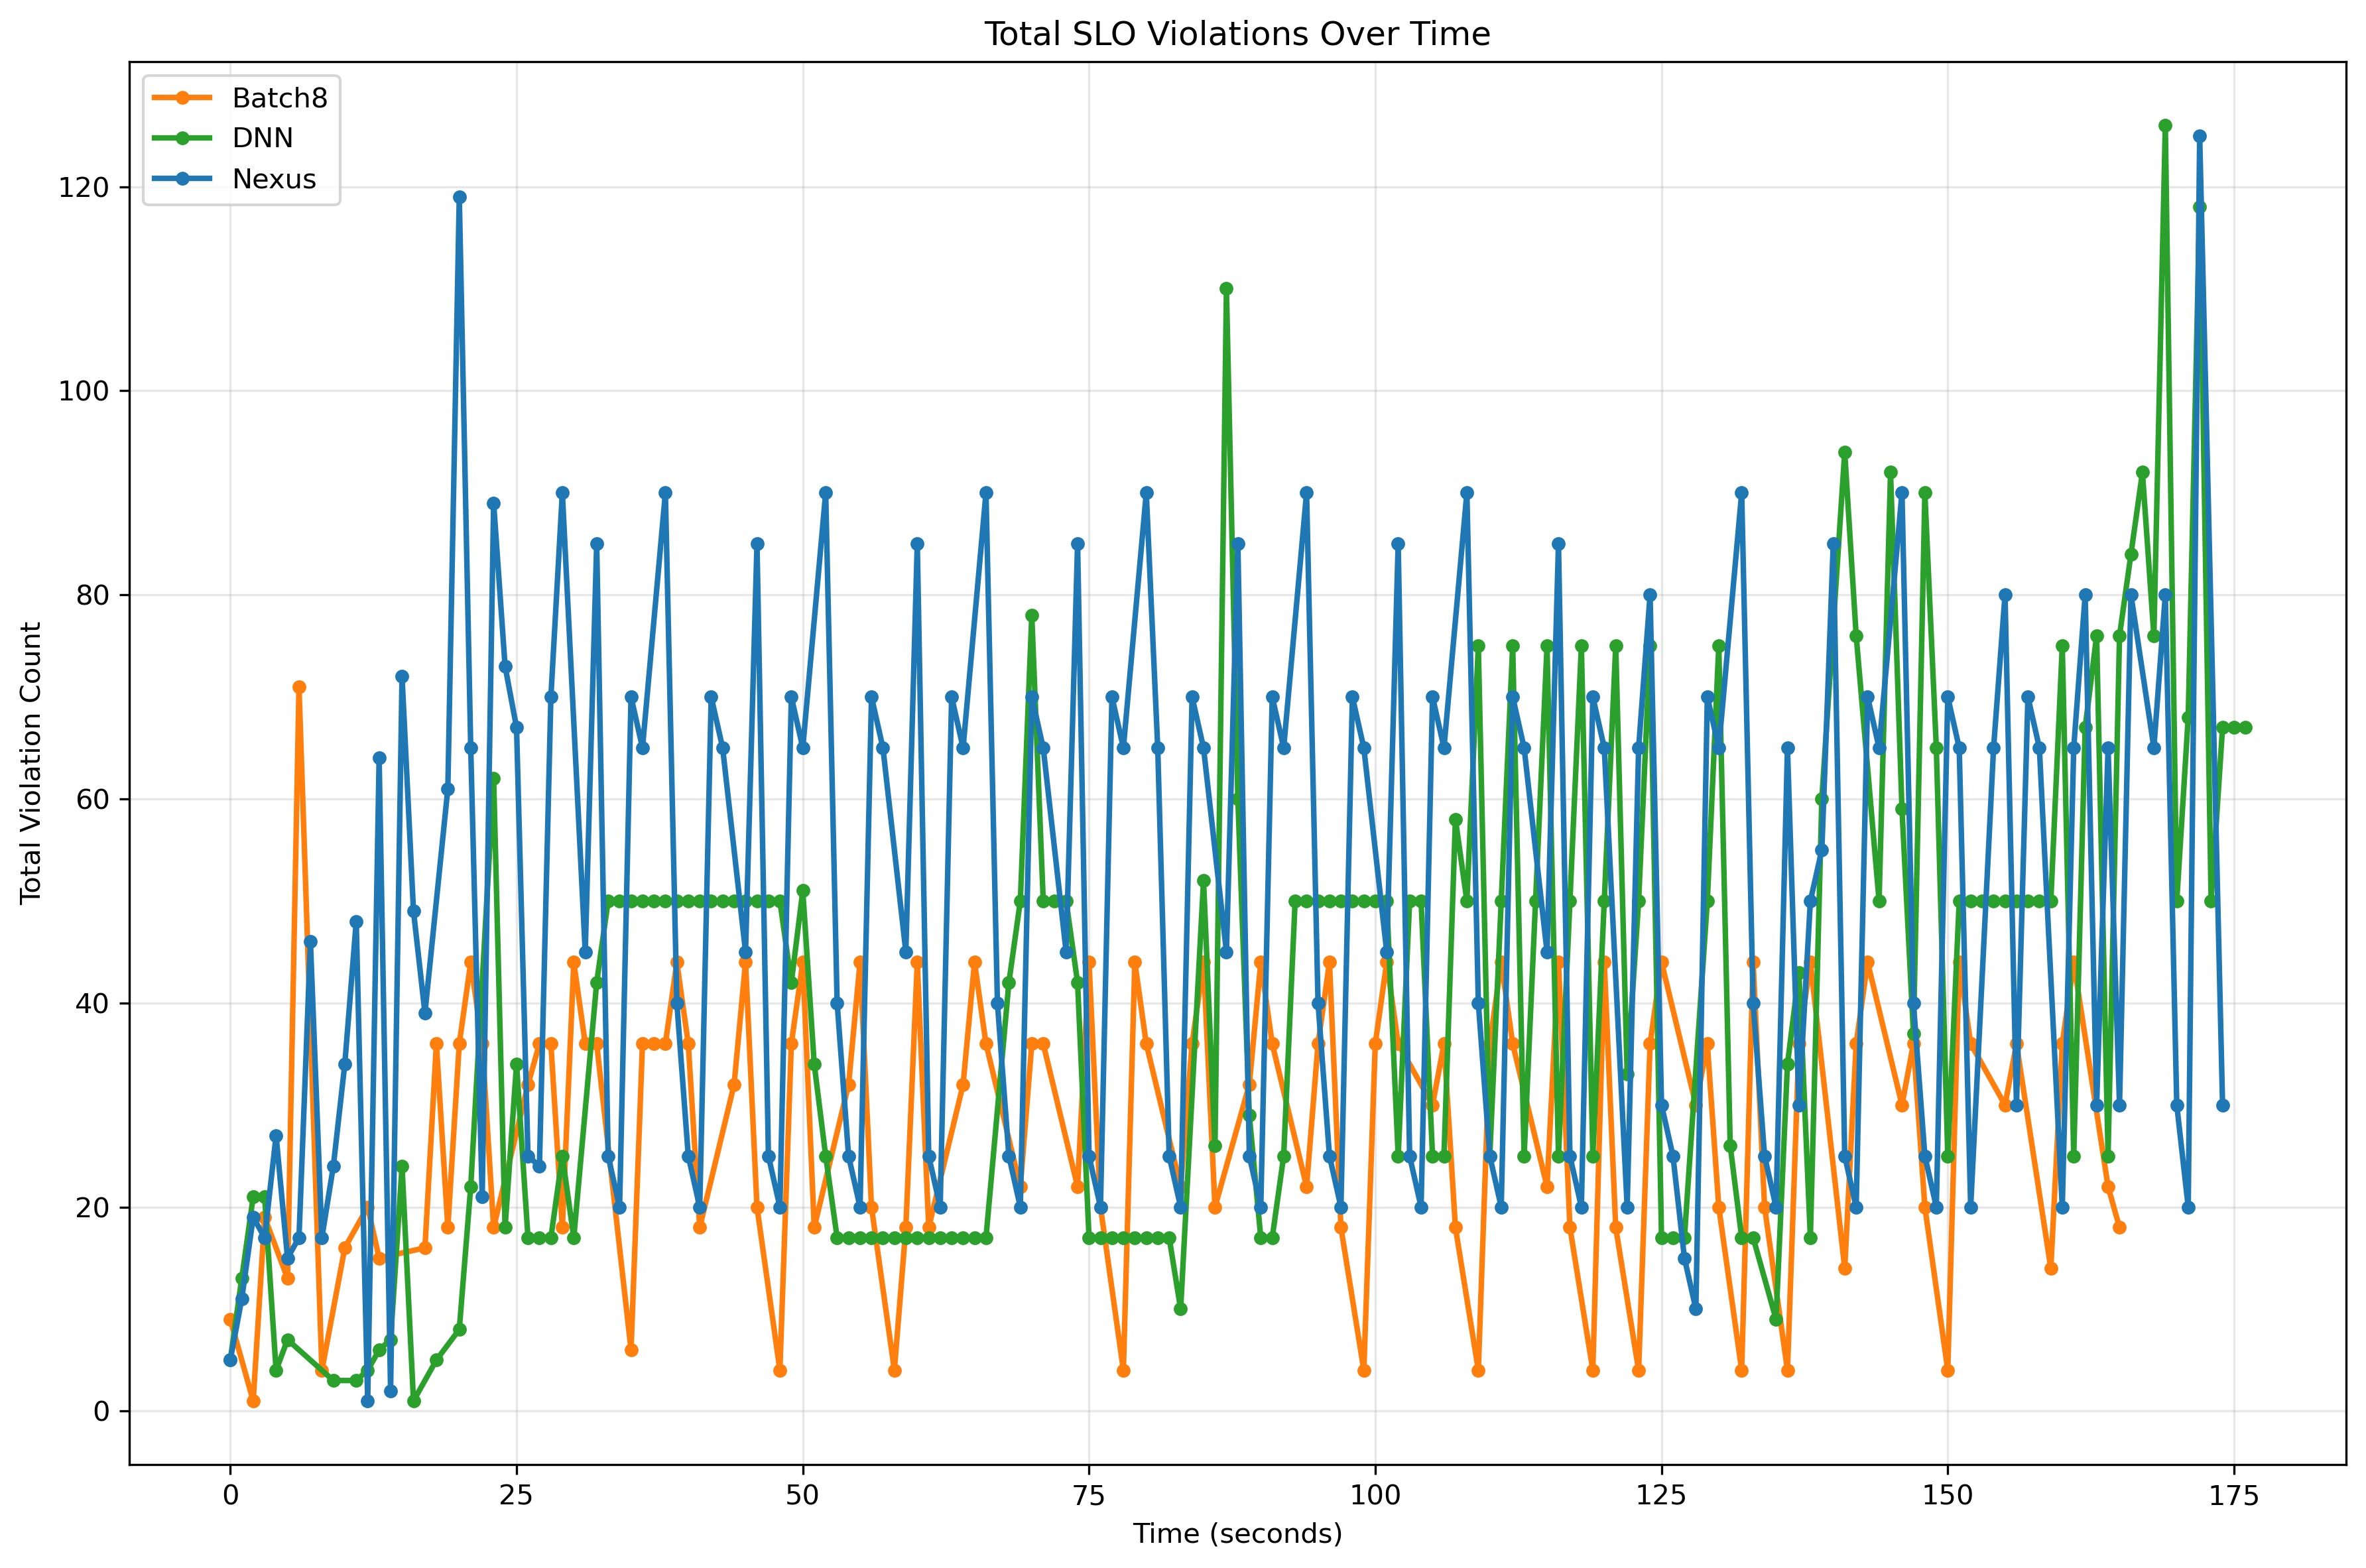 Total SLO Violations Over Time
Batch8
DNN
Nexus
Total Violation Count
120
100
80
60
40
20
0
0 25 50 75 100 125 150 175
Time (seconds)